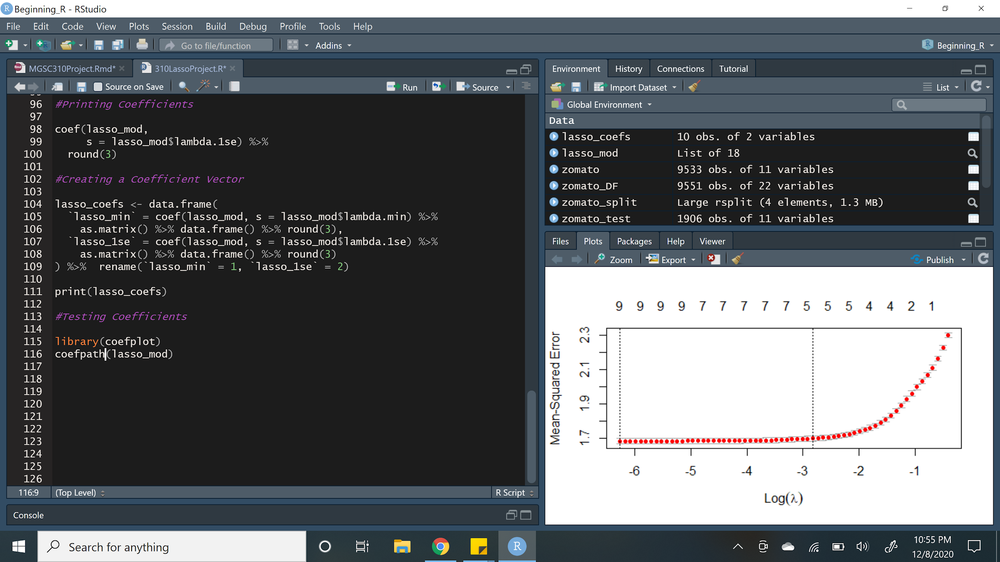 Beginning_R - RStudio
File Edit Code View Plots Session Build Debug Profile Tools Help
Go to file/function Addins Beginning_R
MGSC310Project.Rmd* 310LassoProject.R*
Source on Save Run Source
96 #Printing Coefficients
97
98 coef(lasso_mod,
99 s = lasso_mod$lambda.1se) %>%
100 round(3)
101
102 #Creating a Coefficient Vector
103
104 lasso_coefs <- data.frame(
105 `lasso_min` = coef(lasso_mod, s = lasso_mod$lambda.min) %>%
106 as.matrix() %>% data.frame() %>% round(3),
107 `lasso_1se` = coef(lasso_mod, s = lasso_mod$lambda.1se) %>%
108 as.matrix() %>% data.frame() %>% round(3)
109 ) %>% rename(`lasso_min` = 1, `lasso_1se` = 2)
110
111 print(lasso_coefs)
112
113 #Testing Coefficients
114
115 library(coefplot)
116 coefpath(lasso_mod)
117
118
119
120
121
122
123
124
125
126
116:9 (Top Level) R Script
Console
Environment History Connections Tutorial
Import Dataset List
Global Environment
Data
lasso_coefs 10 obs. of 2 variables
lasso_mod List of 18
zomato 9533 obs. of 11 variables
zomato_DF 9551 obs. of 22 variables
zomato_split Large rsplit (4 elements, 1.3 MB)
zomato_test 1906 obs. of 11 variables
Files Plots Packages Help Viewer
Zoom Export Publish
9 9 9 9 7 7 7 7 7 5 5 5 4 4 2 1
Mean-Squared Error
2.3
2.1
1.9
1.7
-6 -5 -4 -3 -2 -1
Log(λ)
Search for anything
10:55 PM
12/8/2020